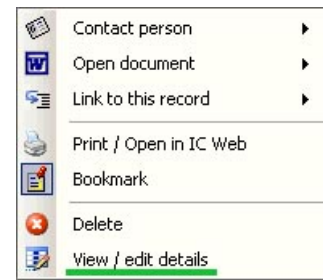 Contact person
Open document
Link to this record
Print / Open in IC Web
Bookmark
Delete
View / edit details